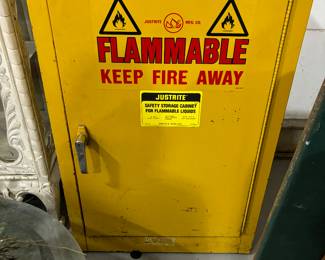 JUSTRITE MFG. CO.
FLAMMABLE
KEEP FIRE AWAY
JUSTRITE
SAFETY STORAGE CABINET
FOR FLAMMABLE LIQUIDS